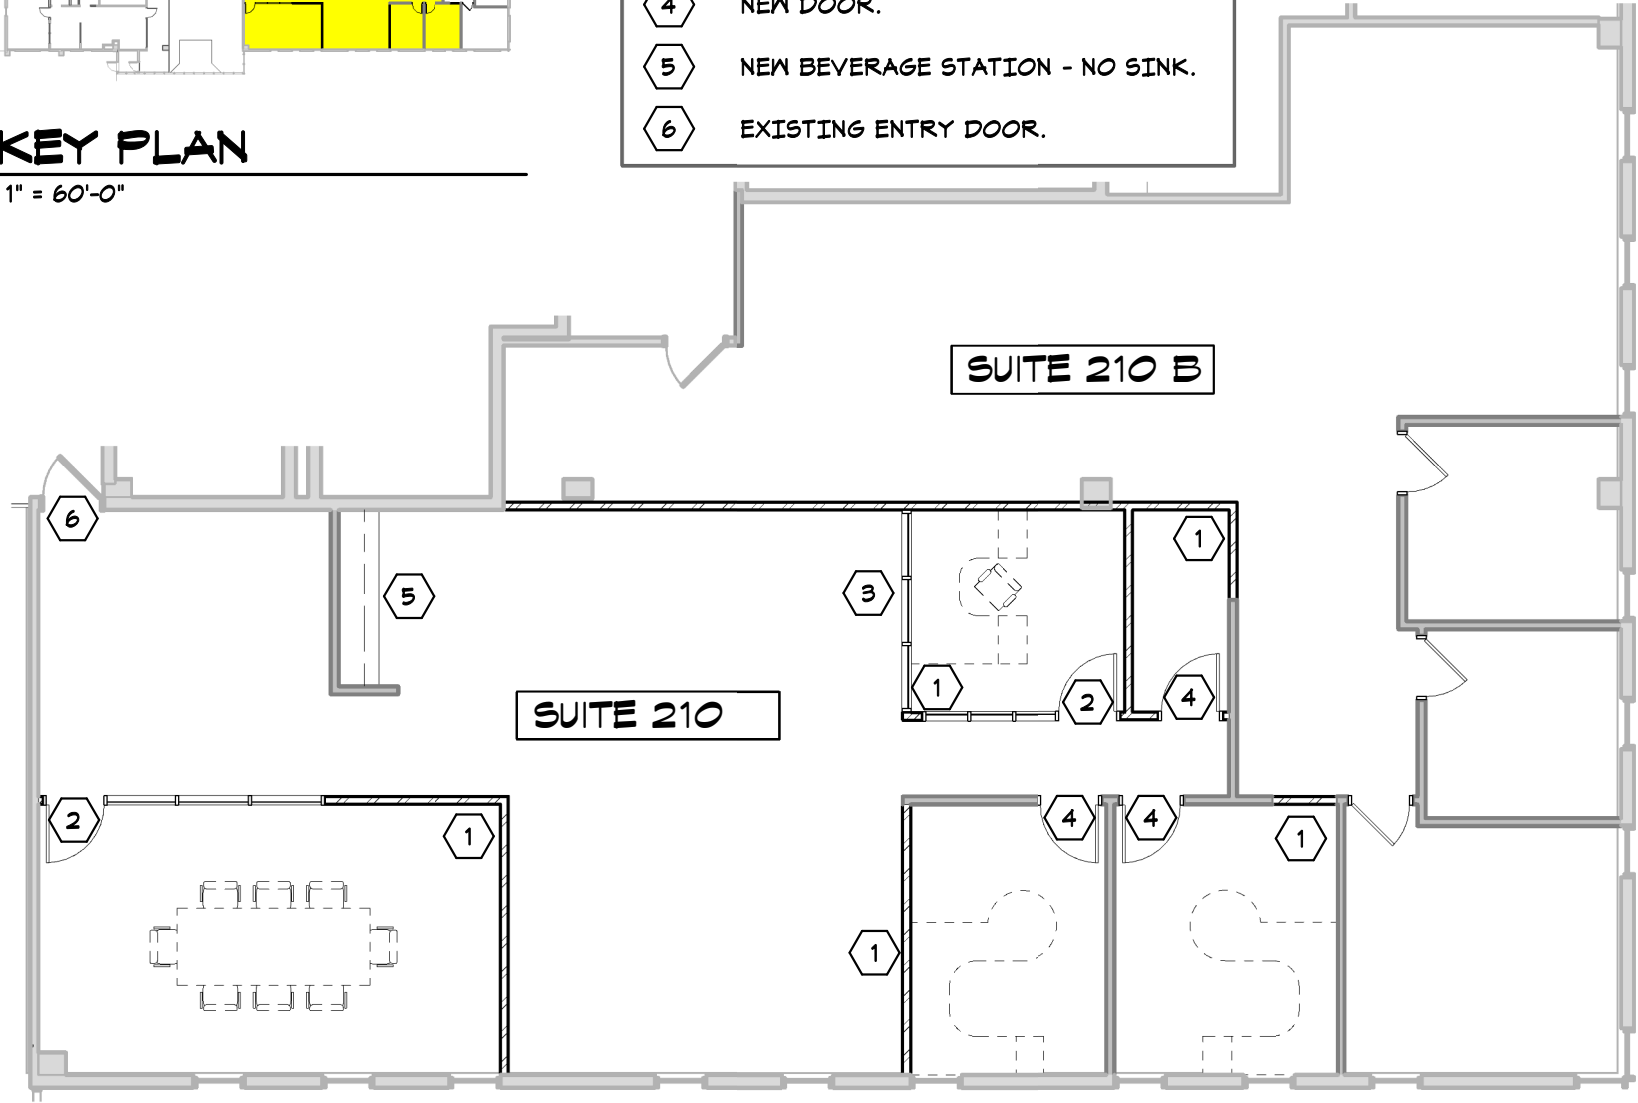 4 NEW DOOR.
5 NEW BEVERAGE STATION - NO SINK.
6 EXISTING ENTRY DOOR.
KEY PLAN
1" = 60'-0"
SUITE 210 B
6
1
5
3
1
2
4
SUITE 210
2
1
4
4
1
1